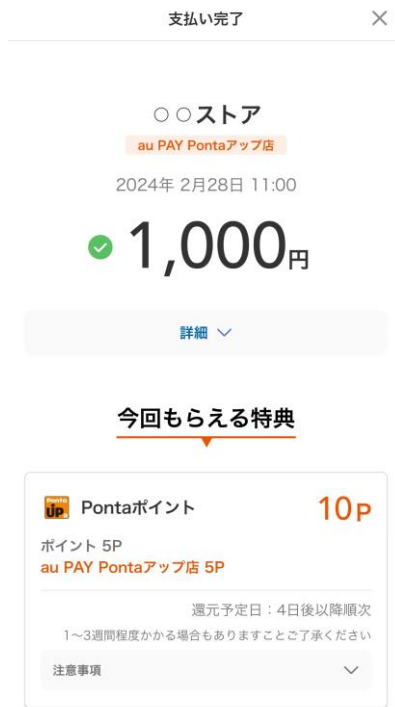 支払い完了
○○ストア
au PAY Pontaアップ店
2024年 2月28日 11:00
1,000円
詳細
今回もらえる特典
Ponta
UP
Pontaポイント
10P
ポイント 5P
au PAY Pontaアップ店 5P
還元予定日：4日後以降順次
1〜3週間程度かかる場合もありますことご了承ください
注意事項